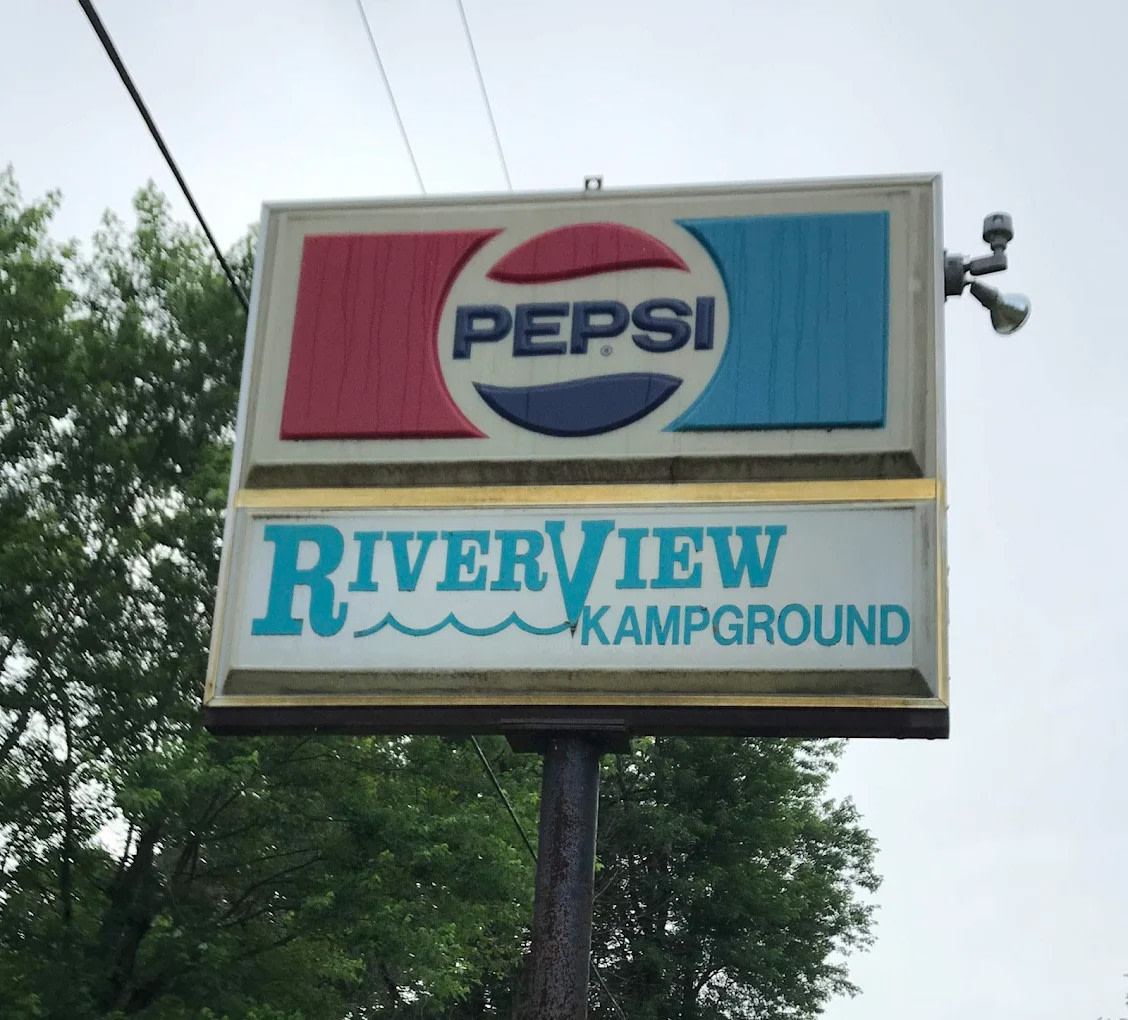 PEPSI
®
RIVERVIEW
KAMPGROUND